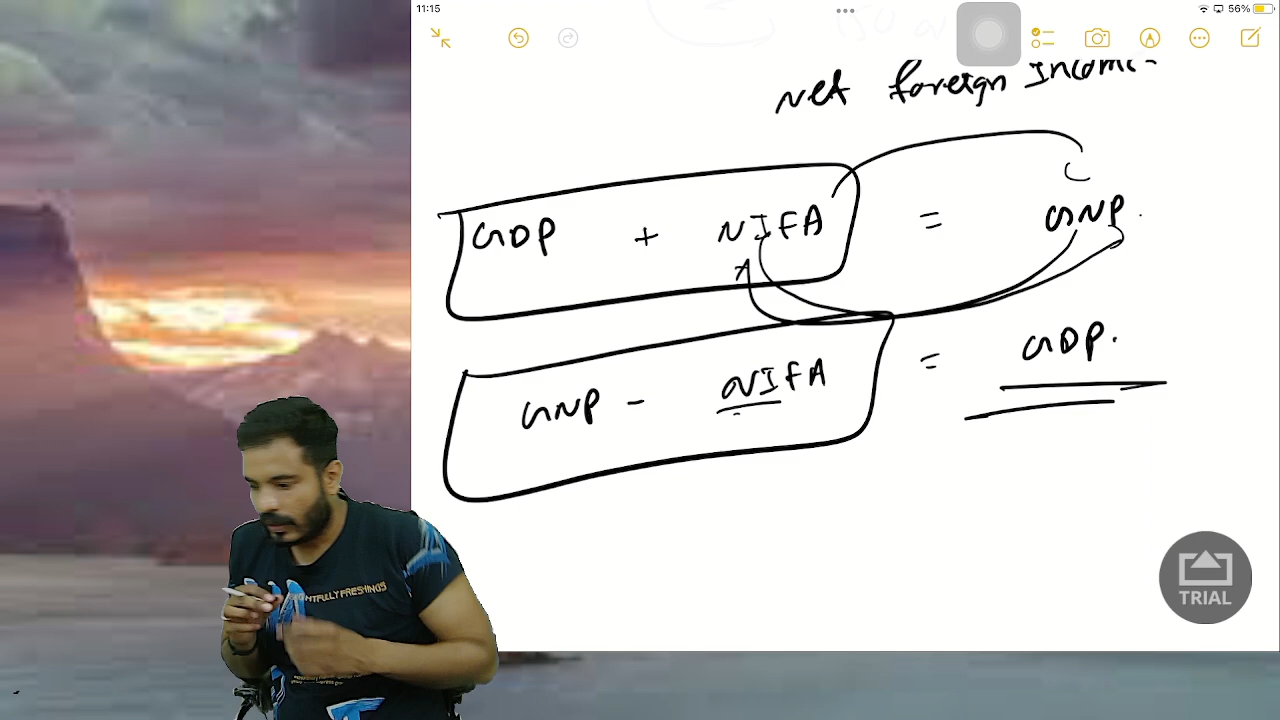 11:15
56%
Net foreign Income
GDP + NIFA = GNP.
GNP - NIFA = GDP.
TRIAL